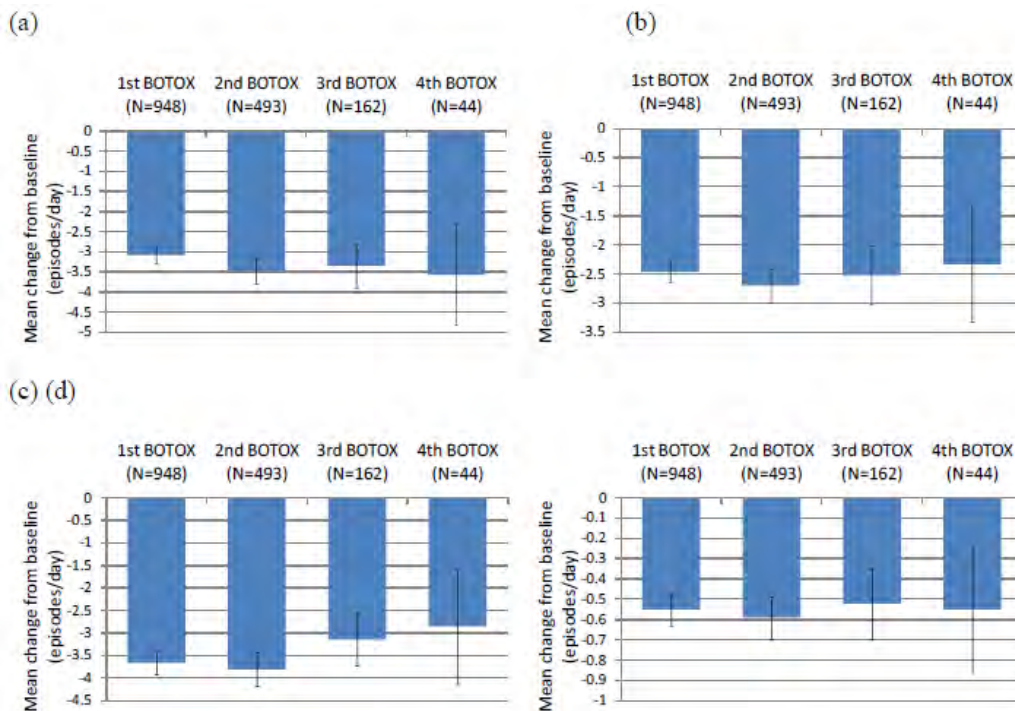 (a)
1st BOTOX 2nd BOTOX 3rd BOTOX 4th BOTOX
(N=948) (N=493) (N=162) (N=44)
Mean change from baseline
(episodes/day)
0
-0.5
-1
-1.5
-2
-2.5
-3
-3.5
-4
-4.5
-5
(b)
1st BOTOX 2nd BOTOX 3rd BOTOX 4th BOTOX
(N=948) (N=493) (N=162) (N=44)
Mean change from baseline
(episodes/day)
0
-0.5
-1
-1.5
-2
-2.5
-3
-3.5
(c) (d)
1st BOTOX 2nd BOTOX 3rd BOTOX 4th BOTOX
(N=948) (N=493) (N=162) (N=44)
Mean change from baseline
(episodes/day)
0
-0.5
-1
-1.5
-2
-2.5
-3
-3.5
-4
-4.5
1st BOTOX 2nd BOTOX 3rd BOTOX 4th BOTOX
(N=948) (N=493) (N=162) (N=44)
Mean change from baseline
(episodes/day)
0
-0.1
-0.2
-0.3
-0.4
-0.5
-0.6
-0.7
-0.8
-0.9
-1